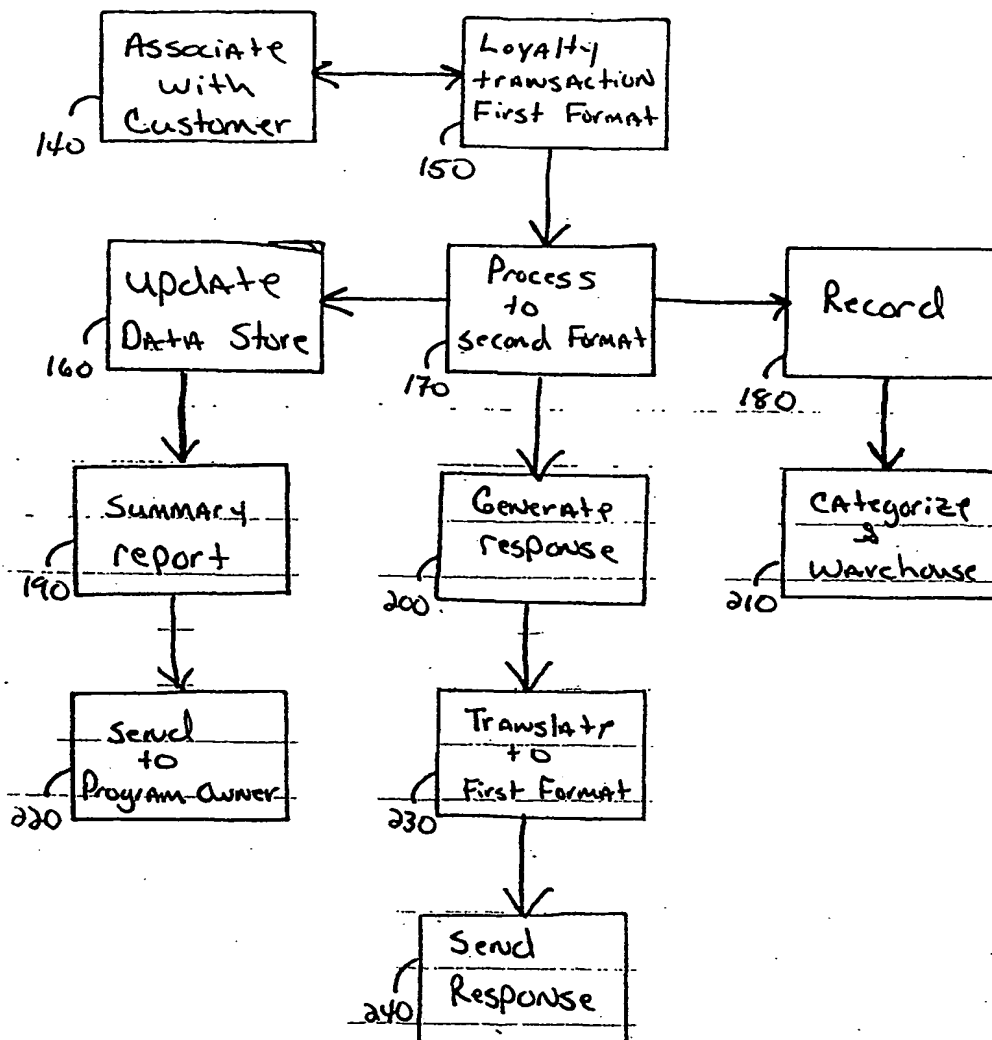 Associate
with
Customer
140
Loyalty
transaction
First Format
150
Update
Data Store
160
Process
to
second Format
170
Record
180
Summary
report
190
Generate
response
200
Categorize
&
Warehouse
210
Send
to
Program Owner
220
Translate
to
First Format
230
Send
Response
240